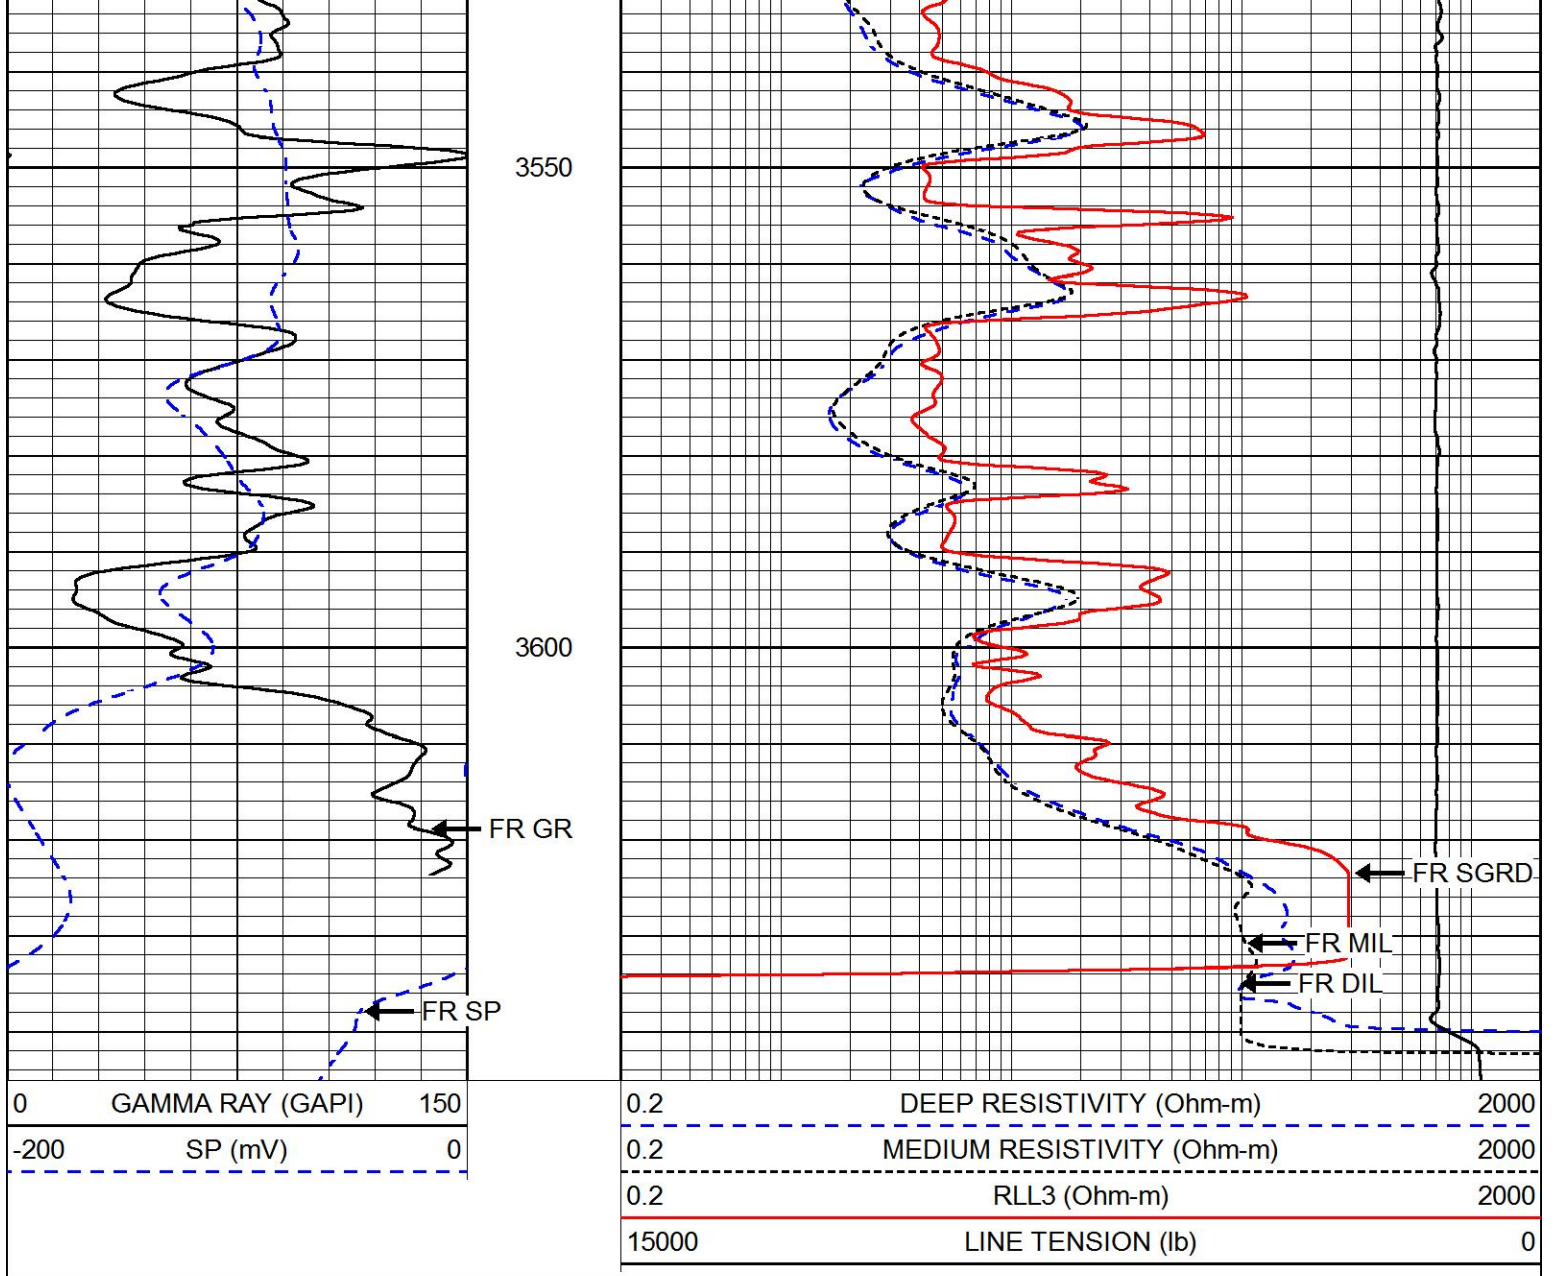 3550
3600
FR GR
FR SGRD
FR MIL
FR DIL
FR SP
0 GAMMA RAY (GAPI) 150
-200 SP (mV) 0
0.2 DEEP RESISTIVITY (Ohm-m) 2000
0.2 MEDIUM RESISTIVITY (Ohm-m) 2000
0.2 RLL3 (Ohm-m) 2000
15000 LINE TENSION (lb) 0